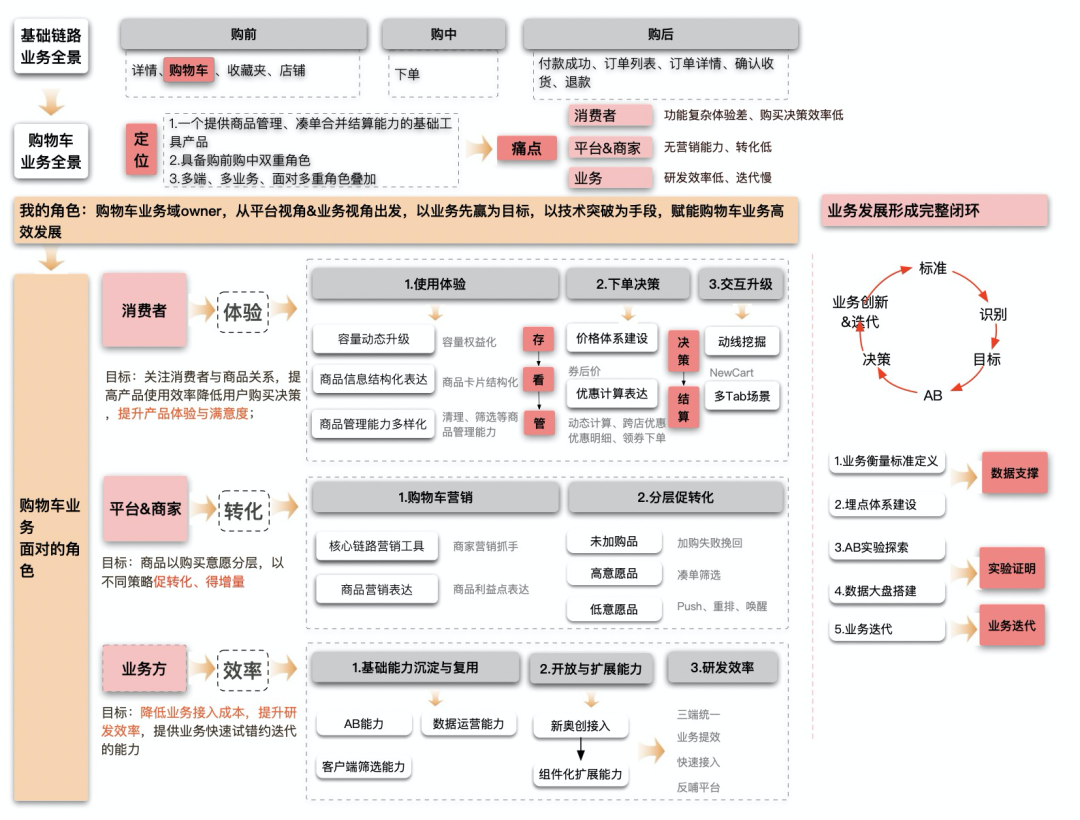 基础链路
业务全景
购前
购中
购后
详情、购物车、收藏夹、店铺
下单
付款成功、订单列表、订单详情、确认收
货、退款
购物车
业务全景
定
位
1.一个提供商品管理、凑单合并结算能力的基础工
具产品
2.具备购前购中双重角色
3.多端、多业务、面对多重角色叠加
痛点
消费者
功能复杂体验差、购买决策效率低
平台&商家
无营销能力、转化低
业务
研发效率低、迭代慢
我的角色：购物车业务域owner，从平台视角&业务视角出发，以业务先赢为目标，以技术突破为手段，赋能购物车业务高
效发展
购物车业
务
面对的角
色
消费者
体验
目标：关注消费者与商品关系，提
高产品使用效率降低用户购买决策
，提升产品体验与满意度；
1.使用体验
2.下单决策
3.交互升级
容量动态升级
容量权益化
商品信息结构化表达
商品卡片结构化
商品管理能力多样化
清理、筛选等商
品管理能力
存
看
管
价格体系建设
券后价
优惠计算表达
动态计算、跨店优惠
优惠明细、领券下单
决
策
结
算
动线挖掘
NewCart
多Tab场景
平台&商家
转化
目标：商品以购买意愿分层，以
不同策略促转化、得增量
1.购物车营销
2.分层促转化
核心链路营销工具
商家营销抓手
商品营销表达
商品利益点表达
未加购品
加购失败挽回
高意愿品
凑单筛选
低意愿品
Push、重排、唤醒
业务方
效率
目标：降低业务接入成本，提升研
发效率，提供业务快速试错约迭代
的能力
1.基础能力沉淀与复用
2.开放与扩展能力
3.研发效率
AB能力
数据运营能力
客户端筛选能力
新奥创接入
组件化扩展能力
三端统一
业务提效
快速接入
反哺平台
业务发展形成完整闭环
标准
识别
目标
AB
决策
业务创新
&迭代
1.业务衡量标准定义
2.埋点体系建设
数据支撑
3.AB实验探索
4.数据大盘搭建
实验证明
5.业务迭代
业务迭代